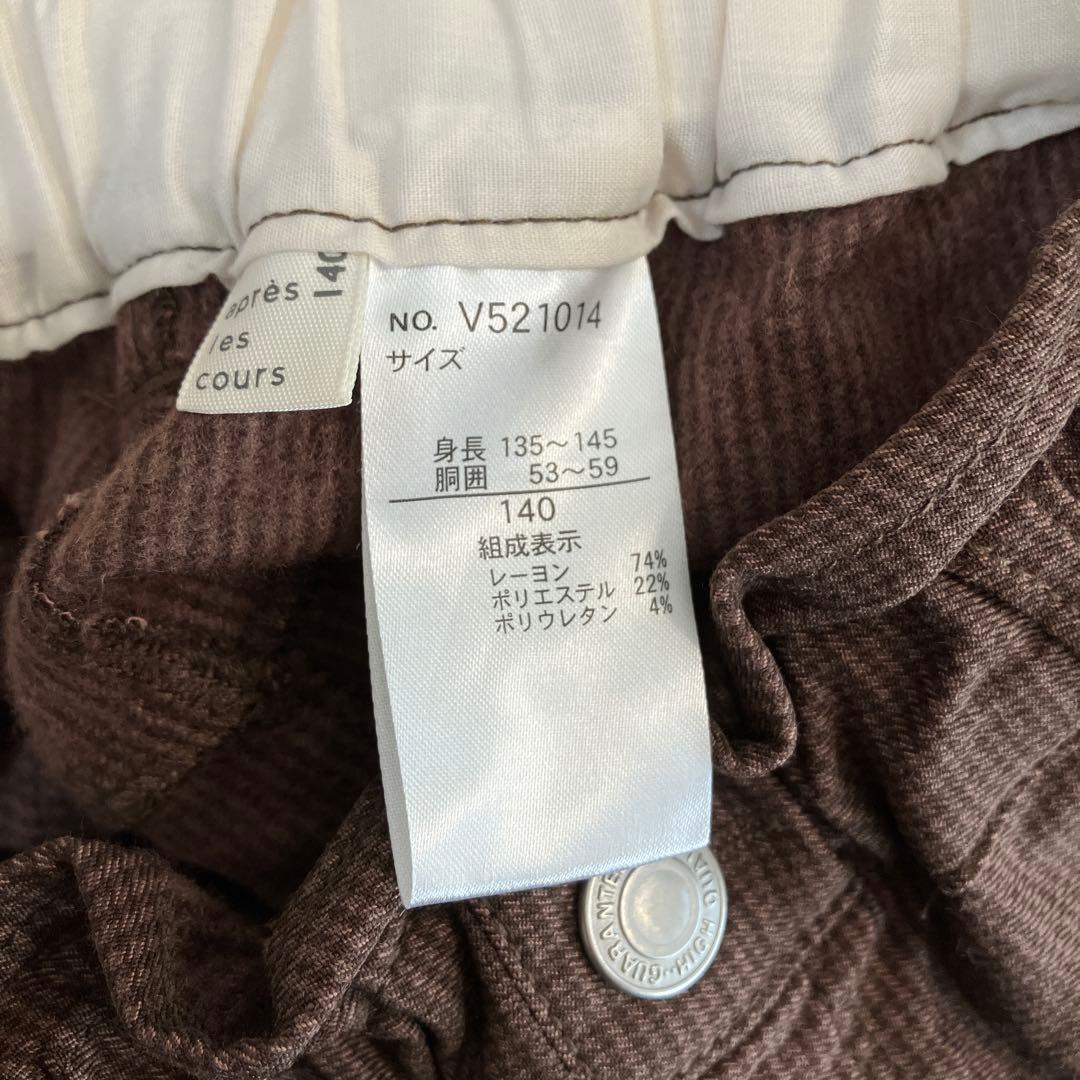 140
après
les
cours
NO. V521014
サイズ
身長 135～145
胴囲 53～59
140
組成表示
レーヨン 74%
ポリエステル 22%
ポリウレタン 4%
HIGH